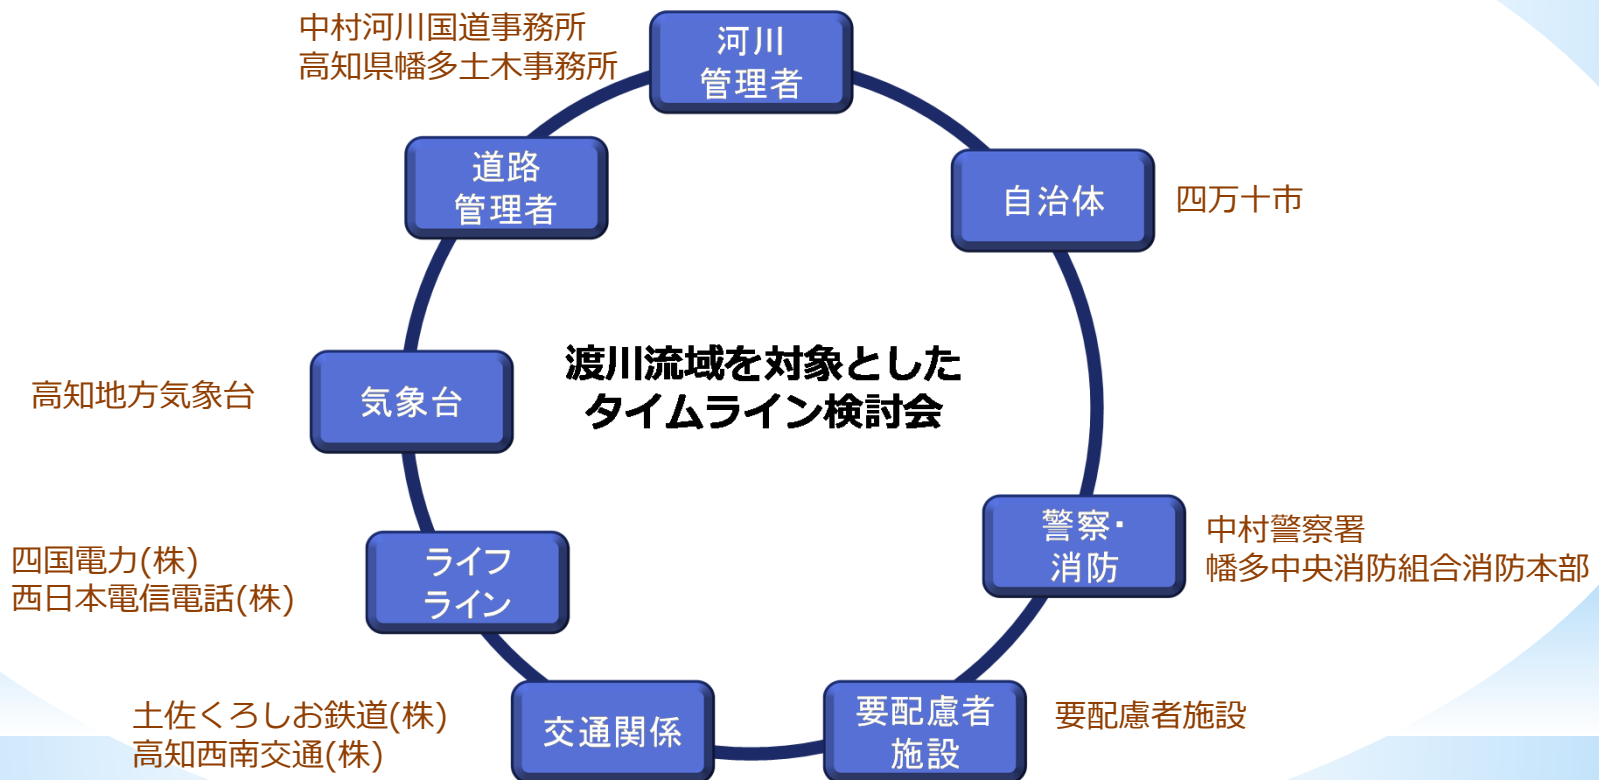 中村河川国道事務所
高知県幡多土木事務所
河川
管理者
道路
管理者
自治体
四万十市
渡川流域を対象とした
タイムライン検討会
高知地方気象台
気象台
警察・
消防
中村警察署
幡多中央消防組合消防本部
四国電力(株)
西日本電信電話(株)
ライフ
ライン
土佐くろしお鉄道(株)
高知西南交通(株)
交通関係
要配慮者
施設
要配慮者施設